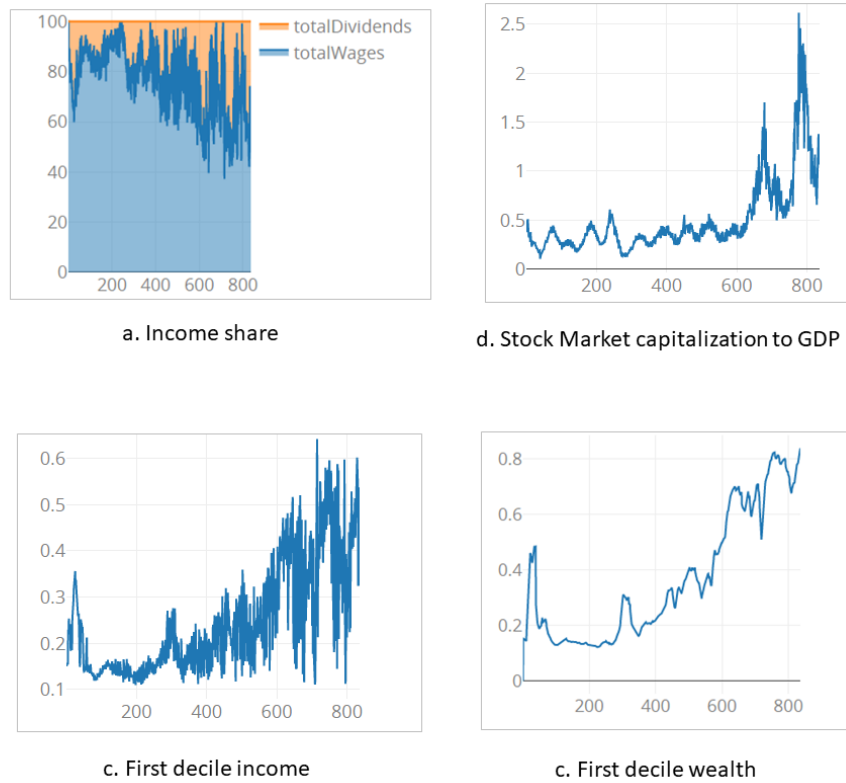 100
80
60
40
20
0
200 400 600 800
totalDividends
totalWages
a. Income share
2.5
2
1.5
1
0.5
0
200 400 600 800
d. Stock Market capitalization to GDP
0.6
0.5
0.4
0.3
0.2
0.1
200 400 600 800
c. First decile income
0.8
0.6
0.4
0.2
0
200 400 600 800
c. First decile wealth